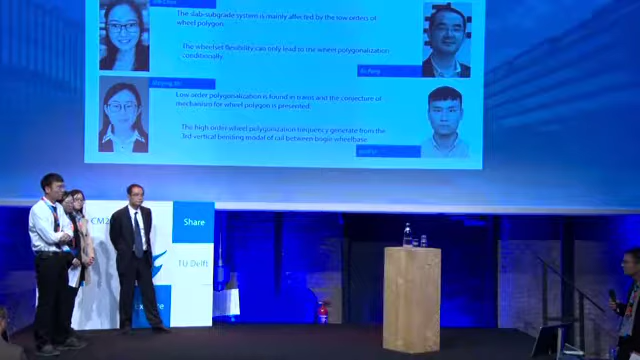 The slab-subgrade system is mainly affected by the low orders of
wheel polygon.
The wheelset flexibility can only lead to the wheel polygonalization
conditionally.
Low order polygonalization is found in trains and the conjecture of
mechanism for wheel polygon is presented.
The high order wheel polygonization frequency generate from the
3rd vertical bending modal of rail between bogie wheelbase.
CM2
Share
TU Delft